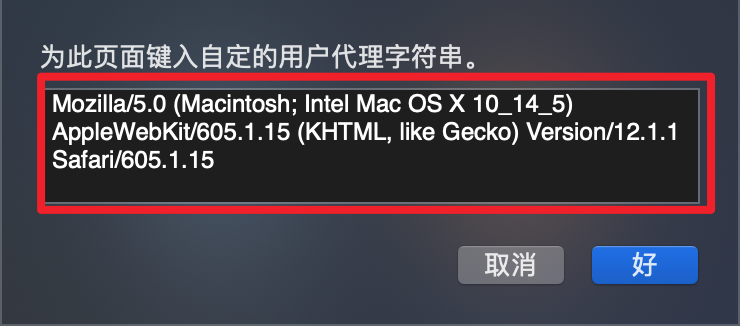 为此页面键入自定的用户代理字符串。
Mozilla/5.0 (Macintosh; Intel Mac OS X 10_14_5)
AppleWebKit/605.1.15 (KHTML, like Gecko) Version/12.1.1
Safari/605.1.15
取消 好